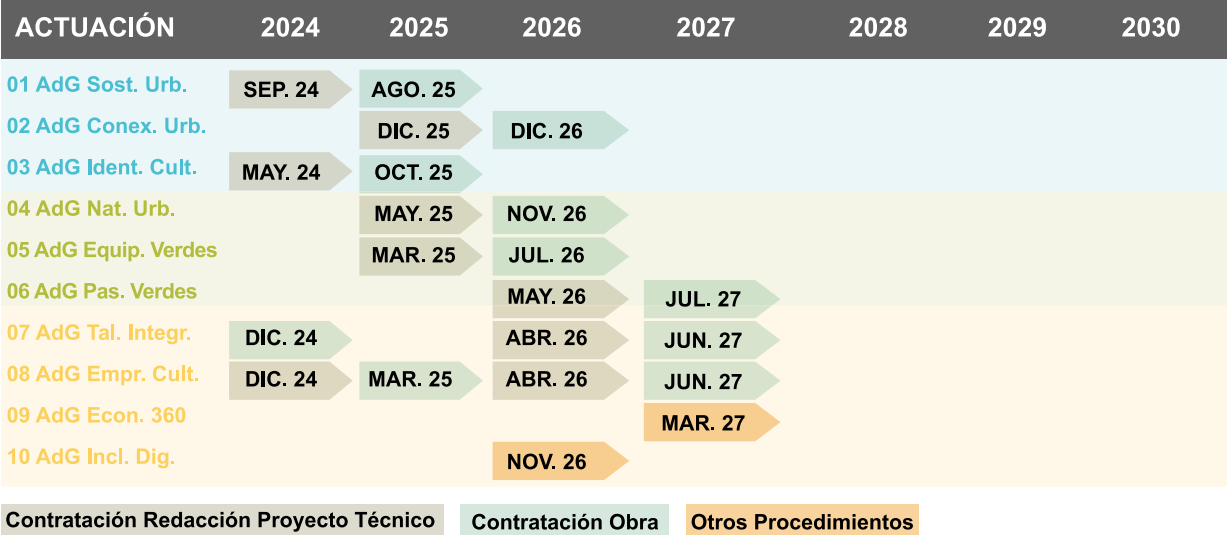 ACTUACIÓN 2024 2025 2026 2027 2028 2029 2030
01 AdG Sost. Urb. SEP. 24 AGO. 25
02 AdG Conex. Urb. DIC. 25 DIC. 26
03 AdG Ident. Cult. MAY. 24 OCT. 25
04 AdG Nat. Urb. MAY. 25 NOV. 26
05 AdG Equip. Verdes MAR. 25 JUL. 26
06 AdG Pas. Verdes MAY. 26 JUL. 27
07 AdG Tal. Integr. DIC. 24 ABR. 26 JUN. 27
08 AdG Empr. Cult. DIC. 24 MAR. 25 ABR. 26 JUN. 27
09 AdG Econ. 360 MAR. 27
10 AdG Incl. Dig. NOV. 26
Contratación Redacción Proyecto Técnico Contratación Obra Otros Procedimientos